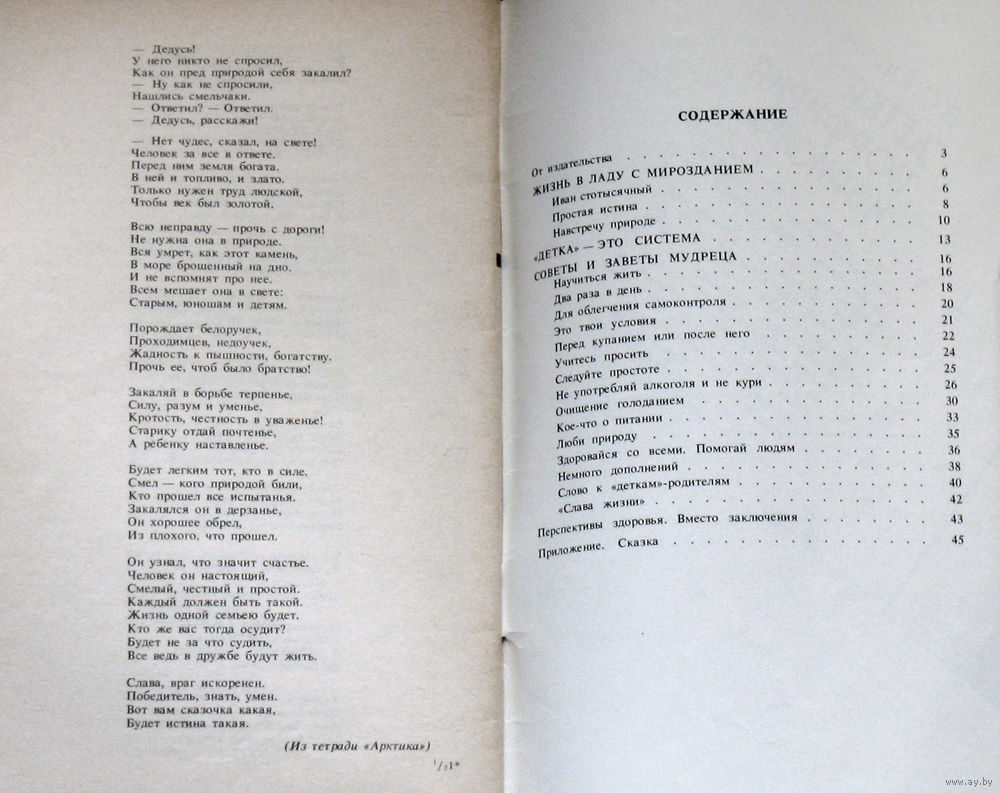 — Дедусь!
У него никто не спросил,
Как он пред природой себя закалил?
— Ну как не спросили,
Нашлись смельчаки.
— Ответил? — Ответил.
— Дедусь, расскажи!
— Нет чудес, сказал, на свете!
Человек за все в ответе.
Перед ним земля богата.
В ней и топливо, и злато.
Только нужен труд людской,
Чтобы век был золотой.
Всю неправду — прочь с дороги!
Не нужна она в природе.
Вся умрет, как этот камень,
В море брошенный на дно.
И не вспомнят про нее.
Всем мешает она в свете:
Старым, юношам и детям.
Порождает белоручек,
Проходимцев, недоучек,
Жадность к пышности, богатству.
Прочь ее, чтоб было братство!
Закаляй в борьбе терпенье,
Силу, разум и уменье,
Кротость, честность в уваженье!
Старику отдай почтенье,
А ребенку наставленье.
Будет легким тот, кто в силе.
Смел — кого природой били,
Кто прошел все испытанья.
Закалялся он в дерзанье,
Он хорошее обрел,
Из плохого, что прошел.
Он узнал, что значит счастье.
Человек он настоящий,
Смелый, честный и простой.
Каждый должен быть такой.
Жизнь одной семьею будет.
Кто же вас тогда осудит?
Будет не за что судить,
Все ведь в дружбе будут жить.
Слава, враг искоренен.
Победитель, знать, умен.
Вот вам сказочка какая,
Будет истина такая.
(Из тетради «Арктика»)
1/21*
СОДЕРЖАНИЕ
От издательства . . . . . . . . . . . . 3
ЖИЗНЬ В ЛАДУ С МИРОЗДАНИЕМ . . . . . . . . 6
Иван стотысячный . . . . . . . . . . . 6
Простая истина . . . . . . . . . . . . 8
Навстречу природе . . . . . . . . . . . 10
«ДЕТКА» — ЭТО СИСТЕМА . . . . . . . . . 13
СОВЕТЫ И ЗАВЕТЫ МУДРЕЦА . . . . . . . . 16
Научиться жить . . . . . . . . . . . . 16
Два раза в день . . . . . . . . . . . . 18
Для облегчения самоконтроля . . . . . . . . 20
Это твои условия . . . . . . . . . . . 21
Перед купанием или после него . . . . . . . 22
Учитесь просить . . . . . . . . . . . . 24
Следуйте простоте . . . . . . . . . . . 25
Не употребляй алкоголя и не кури . . . . . . . 26
Очищение голоданием . . . . . . . . . . 30
Кое-что о питании . . . . . . . . . . . 33
Люби природу . . . . . . . . . . . . 35
Здоровайся со всеми. Помогай людям . . . . . . 36
Немного дополнений . . . . . . . . . . 38
Слово к «деткам»-родителям . . . . . . . . 40
«Слава жизни» . . . . . . . . . . . . 42
Перспективы здоровья. Вместо заключения . . . . . . 43
Приложение. Сказка . . . . . . . . . . . 45
www.ay.by